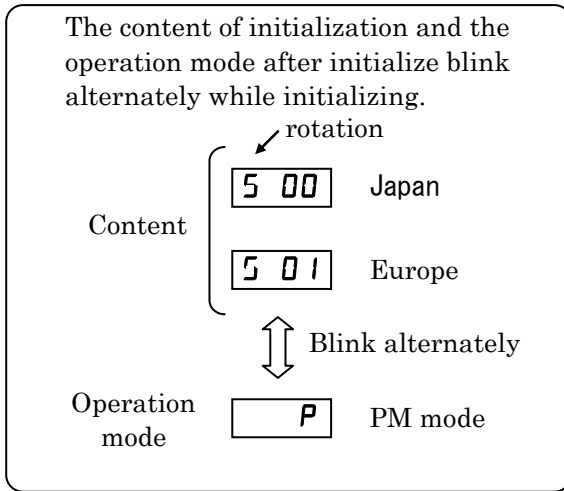 The content of initialization and the
operation mode after initialize blink
alternately while initializing.
rotation
5 00 Japan
Content
5 01 Europe
Blink alternately
Operation
mode
P PM mode